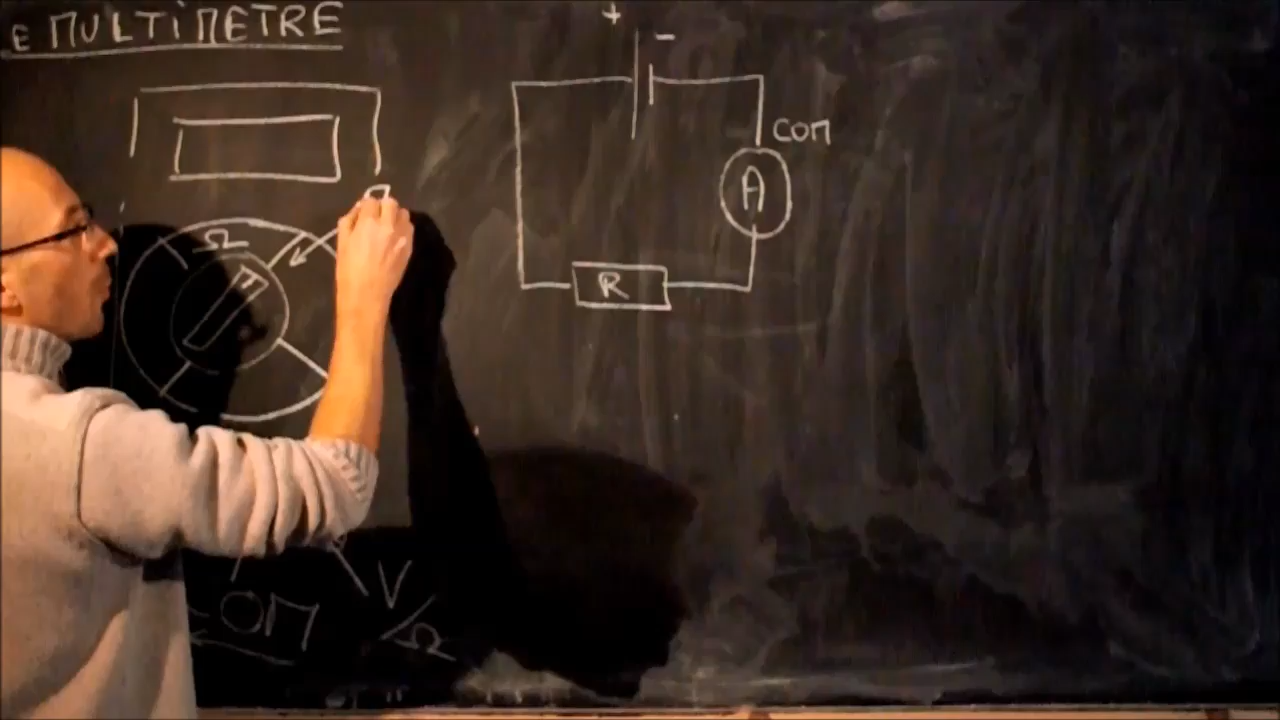 E MULTIMETRE
+ -
COM
A
Ω
R
V
/Ω
COM